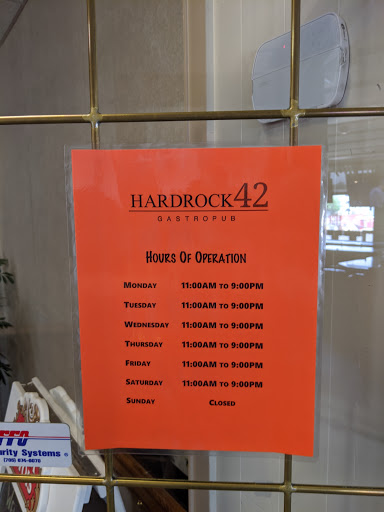 HARDROCK42
GASTROPUB
HOURS OF OPERATION
MONDAY 11:00AM TO 9:00PM
TUESDAY 11:00AM TO 9:00PM
WEDNESDAY 11:00AM TO 9:00PM
THURSDAY 11:00AM TO 9:00PM
FRIDAY 11:00AM TO 9:00PM
SATURDAY 11:00AM TO 9:00PM
SUNDAY CLOSED
urity Systems